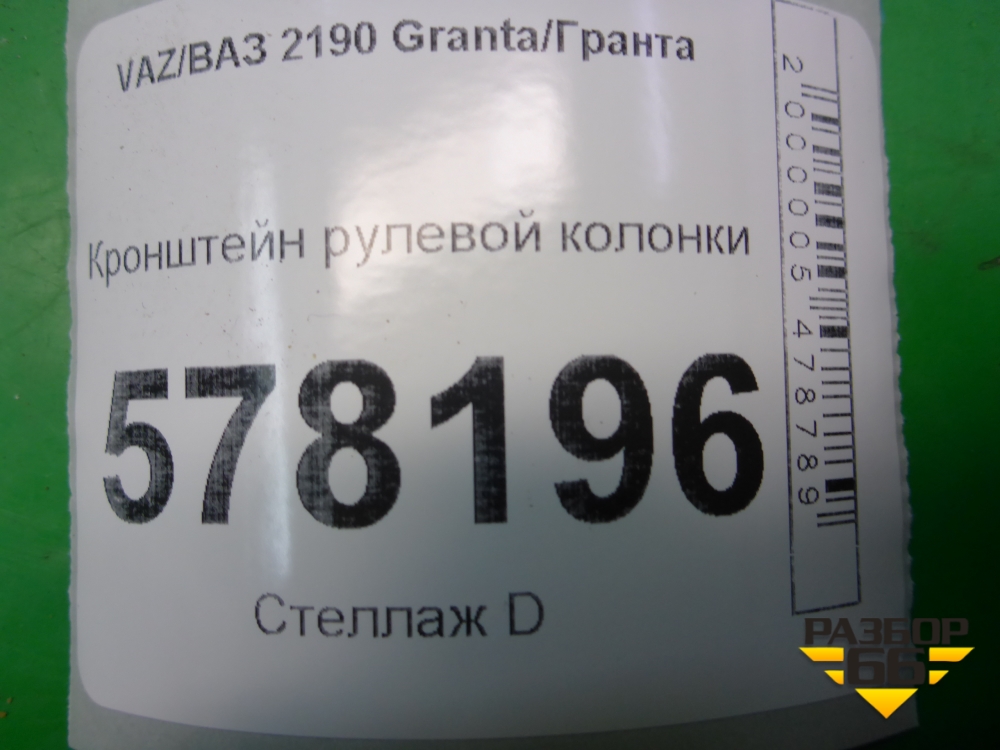 VAZ/ВАЗ 2190 Granta/Гранта
Кронштейн рулевой колонки
578196
Стеллаж D
2000005478789
РАЗБОР
66